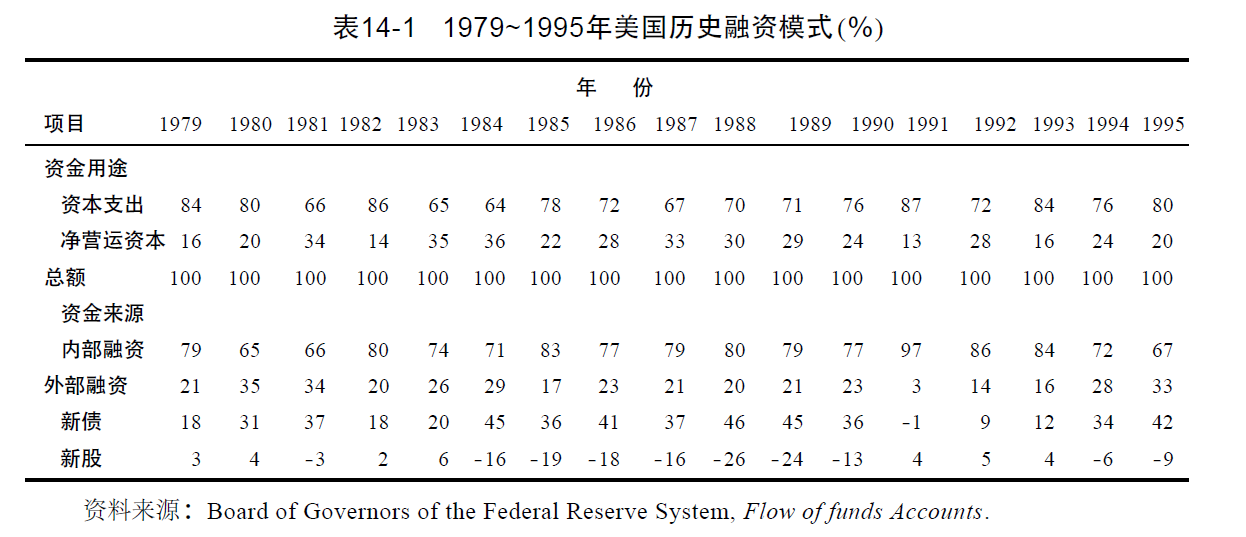 表14-1 1979~1995年美国历史融资模式(%)
年 份
项目 1979 1980 1981 1982 1983 1984 1985 1986 1987 1988 1989 1990 1991 1992 1993 1994 1995
资金用途
资本支出 84 80 66 86 65 64 78 72 67 70 71 76 87 72 84 76 80
净营运资本 16 20 34 14 35 36 22 28 33 30 29 24 13 28 16 24 20
总额 100 100 100 100 100 100 100 100 100 100 100 100 100 100 100 100 100
资金来源
内部融资 79 65 66 80 74 71 83 77 79 80 79 77 97 86 84 72 67
外部融资 21 35 34 20 26 29 17 23 21 20 21 23 3 14 16 28 33
新债 18 31 37 18 20 45 36 41 37 46 45 36 -1 9 12 34 42
新股 3 4 -3 2 6 -16 -19 -18 -16 -26 -24 -13 4 5 4 -6 -9
资料来源：Board of Governors of the Federal Reserve System, Flow of funds Accounts.